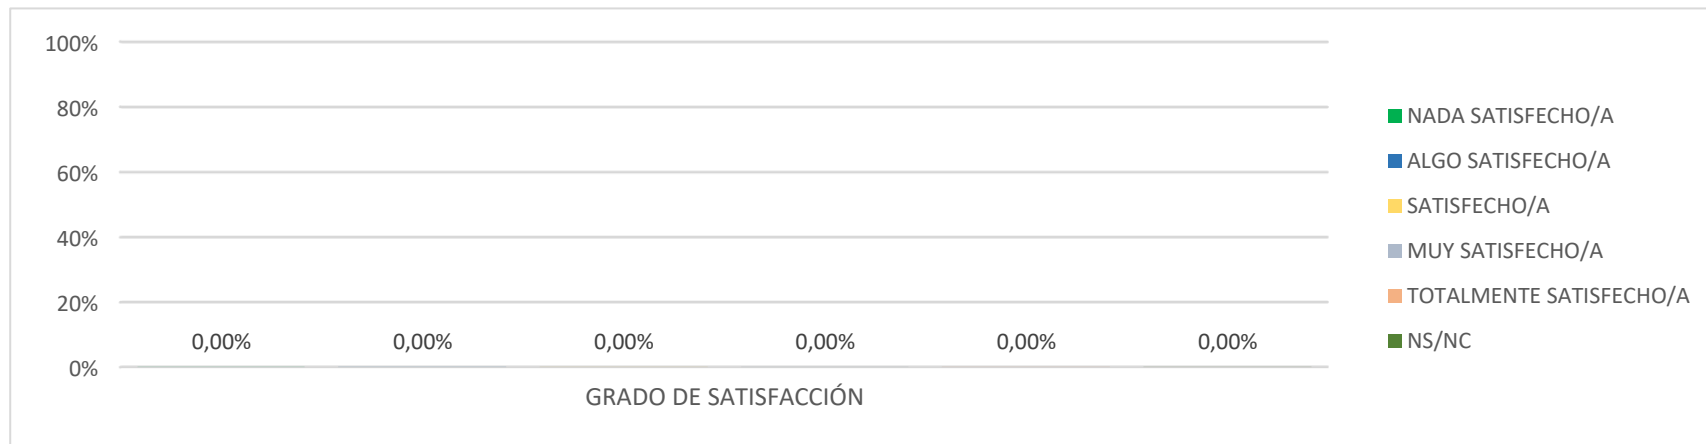 100%
80%
60%
40%
20%
0%
0,00%
0,00%
0,00%
0,00%
0,00%
0,00%
GRADO DE SATISFACCIÓN
NADA SATISFECHO/A
ALGO SATISFECHO/A
SATISFECHO/A
MUY SATISFECHO/A
TOTALMENTE SATISFECHO/A
NS/NC